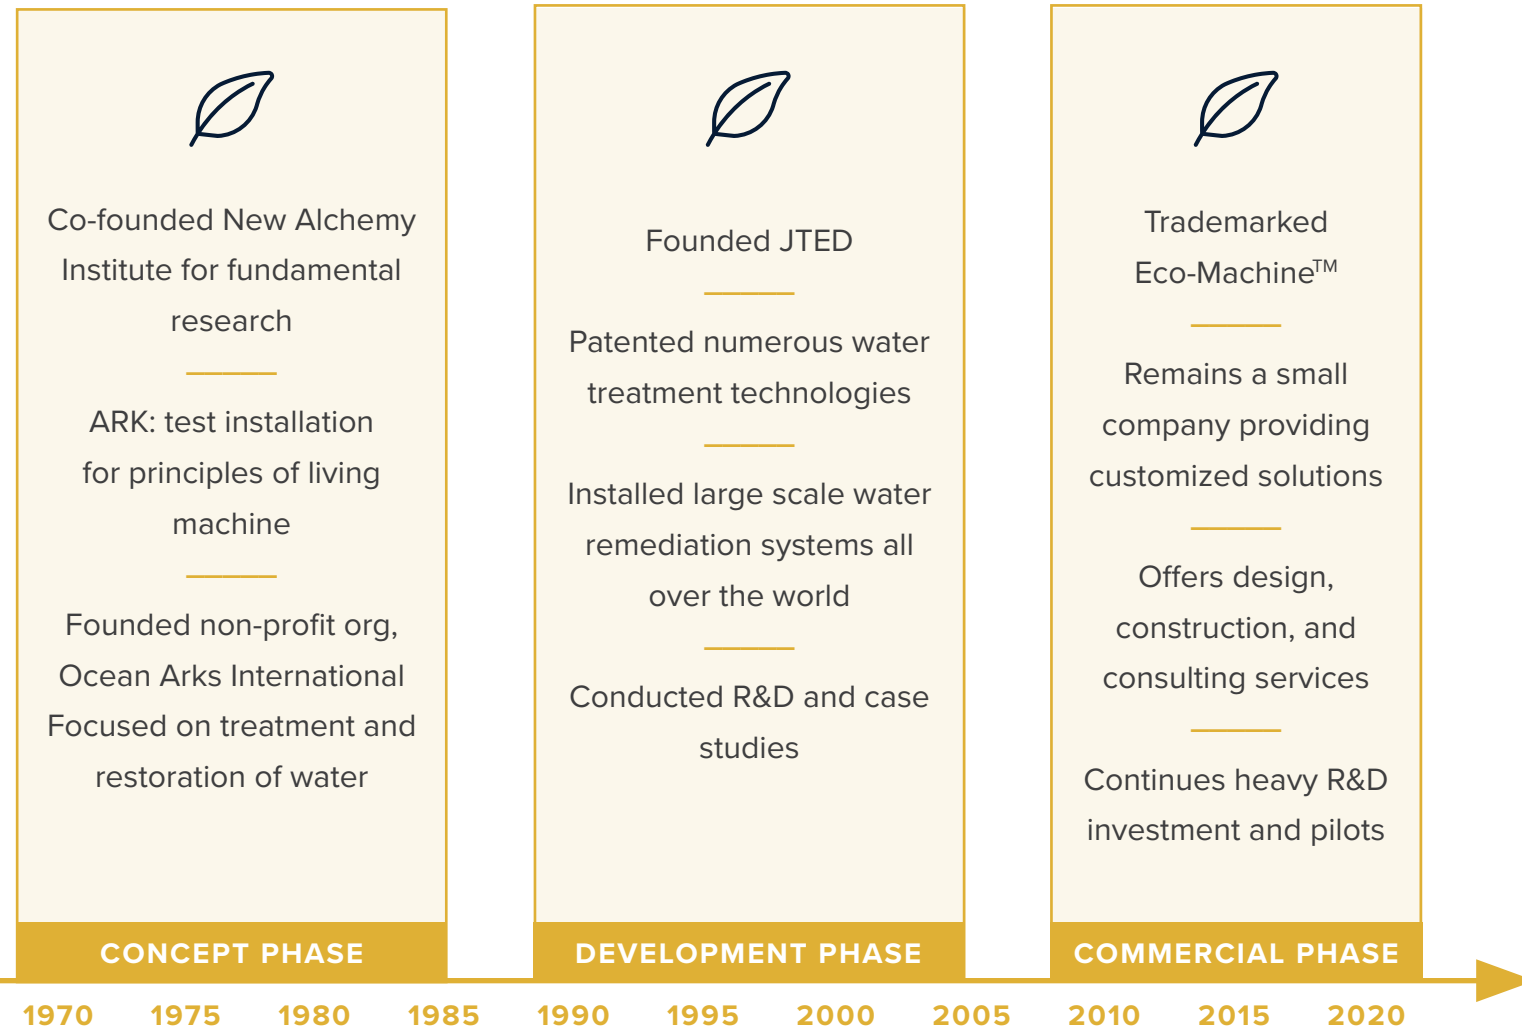 Co-founded New Alchemy
Institute for fundamental
research
ARK: test installation
for principles of living
machine
Founded non-profit org,
Ocean Arks International
Focused on treatment and
restoration of water
CONCEPT PHASE
Founded JTED
Patented numerous water
treatment technologies
Installed large scale water
remediation systems all
over the world
Conducted R&D and case
studies
DEVELOPMENT PHASE
Trademarked
Eco-Machine™
Remains a small
company providing
customized solutions
Offers design,
construction, and
consulting services
Continues heavy R&D
investment and pilots
COMMERCIAL PHASE
1970 1975 1980 1985 1990 1995 2000 2005 2010 2015 2020